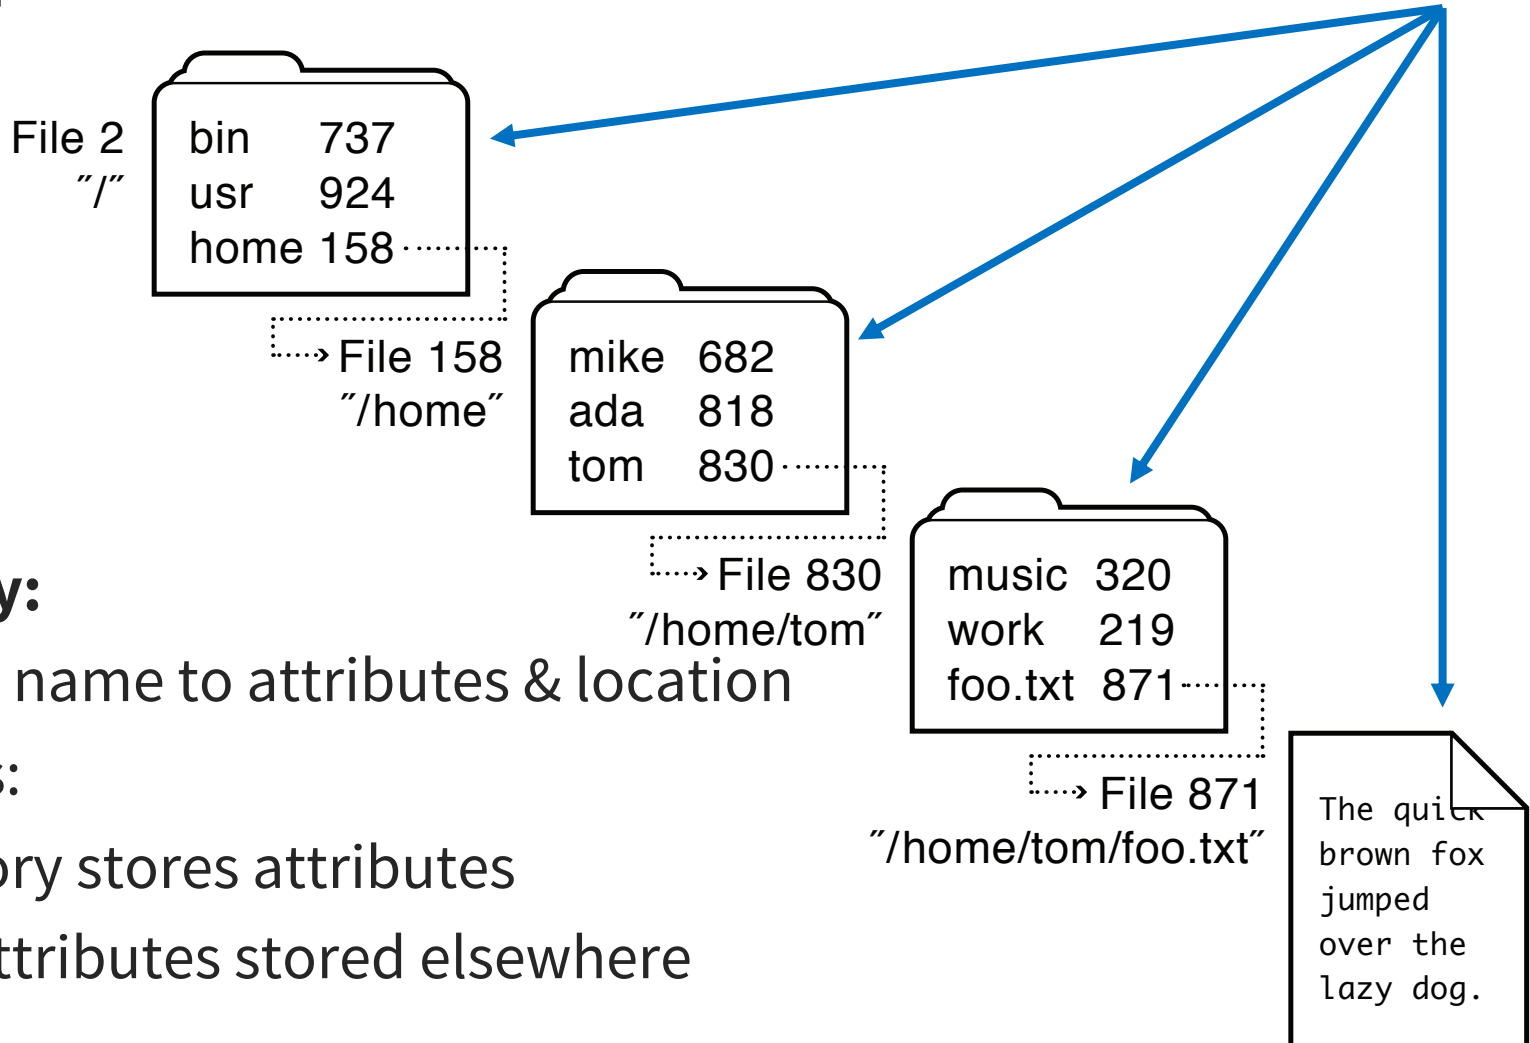 File 2
"/"
bin 737
usr 924
home 158
File 158
"/home"
mike 682
ada 818
tom 830
File 830
"/home/tom"
music 320
work 219
foo.txt 871
File 871
"/home/tom/foo.txt"
The quick
brown fox
jumped
over the
lazy dog.
y:
name to attributes & location
s:
ory stores attributes
ttributes stored elsewhere